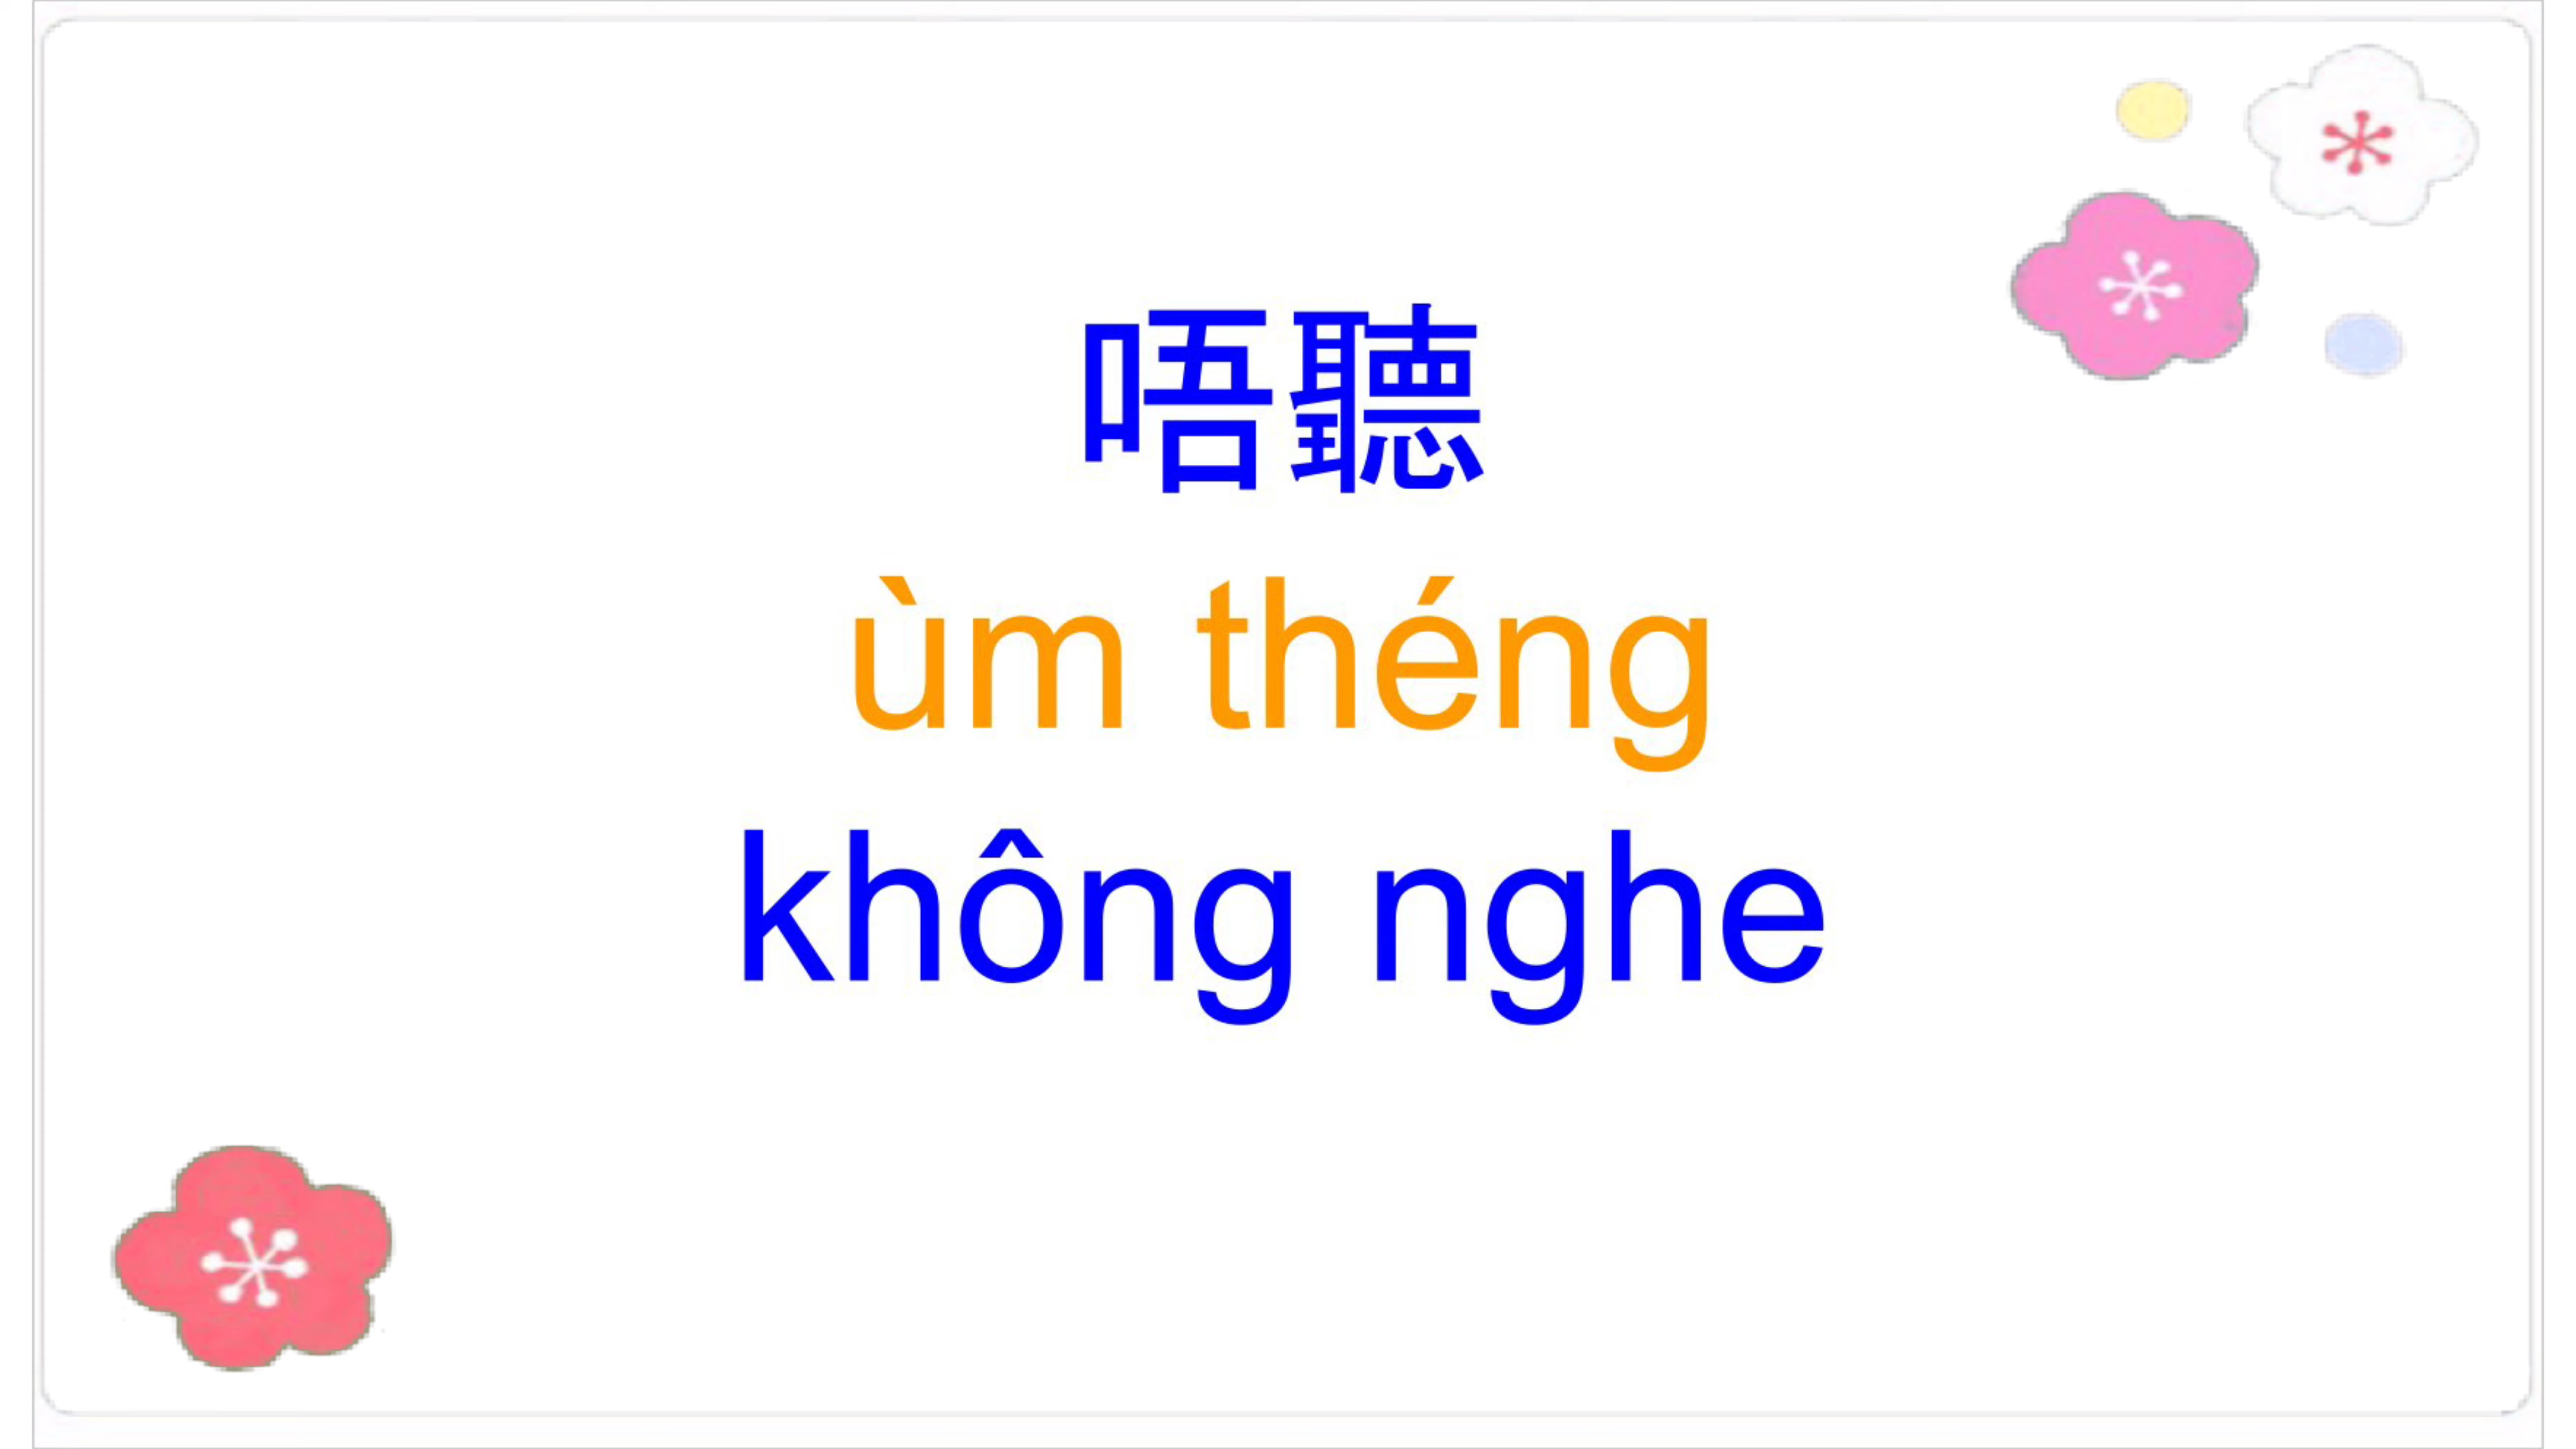 唔聽
ùm théng
không nghe